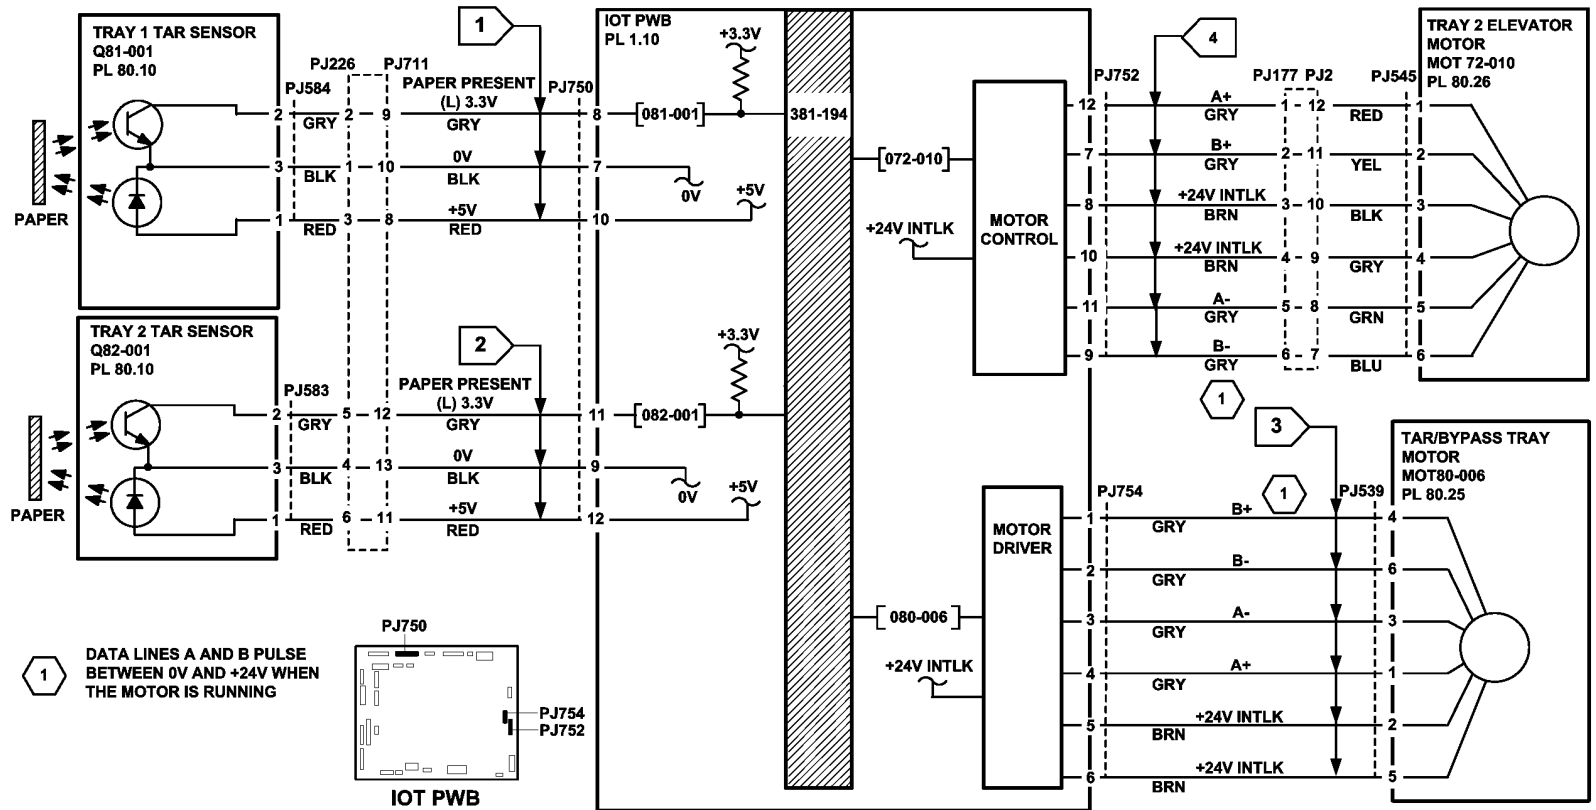 TRAY 1 TAR SENSOR
Q81-001
PL 80.10
PAPER
PJ584
PJ226
PJ711
PJ750
1
PAPER PRESENT
(L) 3.3V
2 GRY 2 9 GRY 8
[081-001]
+3.3V
3 BLK 1 10 0V BLK 7
0V
1 RED 3 8 +5V RED 10
+5V
IOT PWB
PL 1.10
381-194
TRAY 2 TAR SENSOR
Q82-001
PL 80.10
PAPER
PJ583
2
PAPER PRESENT
(L) 3.3V
2 GRY 5 12 GRY 11
[082-001]
+3.3V
3 BLK 4 13 0V BLK 9
0V
1 RED 6 11 +5V RED 12
+5V
[072-010]
+24V INTLK
MOTOR
CONTROL
PJ752
4
PJ177 PJ2
PJ545
12 A+ GRY 1 12 RED 1
7 B+ GRY 2 11 YEL 2
8 +24V INTLK BRN 3 10 BLK 3
10 +24V INTLK BRN 4 9 GRY 4
11 A- GRY 5 8 GRN 5
9 B- GRY 6 7 BLU 6
1
TRAY 2 ELEVATOR
MOTOR
MOT 72-010
PL 80.26
[080-006]
+24V INTLK
MOTOR
DRIVER
PJ754
3
1
PJ539
1 GRY B+ 4
2 GRY B- 6
3 GRY A- 3
4 GRY A+ 1
5 BRN +24V INTLK 2
6 BRN +24V INTLK 5
TAR/BYPASS TRAY
MOTOR
MOT80-006
PL 80.25
1
DATA LINES A AND B PULSE
BETWEEN 0V AND +24V WHEN
THE MOTOR IS RUNNING
PJ750
PJ754
PJ752
IOT PWB